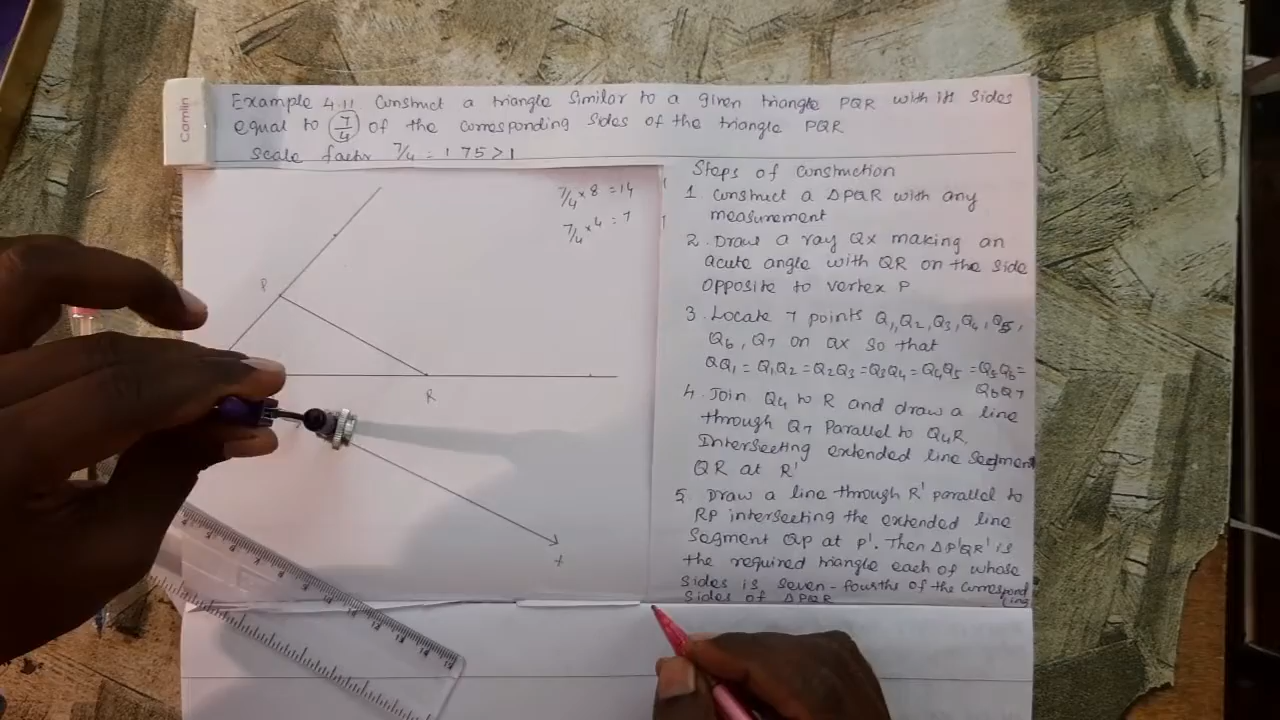 Camlin
Example 4.11 Construct a triangle similar to a given triangle PQR with its sides
equal to 7/4 of the corresponding sides of the triangle PQR
Scale factor 7/4 = 1.75 > 1
7/4 × 8 = 14
7/4 × 4 = 7
P
R
x
Steps of construction
1. Construct a ΔPQR with any
measurement
2. Draw a ray Qx making an
acute angle with QR on the side
opposite to vertex P
3. Locate 7 points Q1, Q2, Q3, Q4, Q5,
Q6, Q7 on Qx so that
QQ1 = Q1Q2 = Q2Q3 = Q3Q4 = Q4Q5 = Q5Q6 =
Q6Q7
4. Join Q4 to R and draw a line
through Q7 Parallel to Q4R,
Intersecting extended line segment
QR at R'
5. Draw a line through R' parallel to
RP intersecting the extended line
segment QP at P'. Then ΔP'QR' is
the required triangle each of whose
sides is seven-fourths of the correspond
ing
sides of ΔPQR